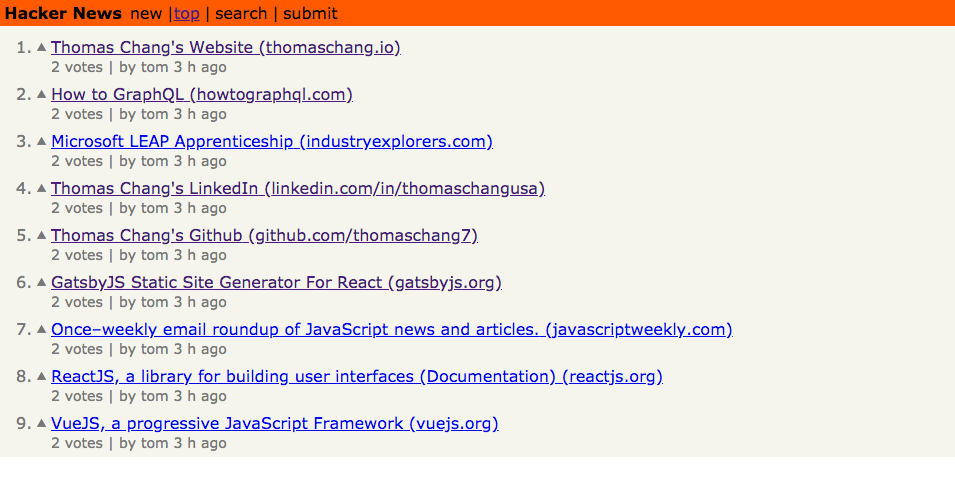 Hacker News new |top | search | submit
1. ▲ Thomas Chang's Website (thomaschang.io)
2 votes | by tom 3 h ago
2. ▲ How to GraphQL (howtographql.com)
2 votes | by tom 3 h ago
3. ▲ Microsoft LEAP Apprenticeship (industryexplorers.com)
2 votes | by tom 3 h ago
4. ▲ Thomas Chang's LinkedIn (linkedin.com/in/thomaschangusa)
2 votes | by tom 3 h ago
5. ▲ Thomas Chang's Github (github.com/thomaschang7)
2 votes | by tom 3 h ago
6. ▲ GatsbyJS Static Site Generator For React (gatsbyjs.org)
2 votes | by tom 3 h ago
7. ▲ Once–weekly email roundup of JavaScript news and articles. (javascriptweekly.com)
2 votes | by tom 3 h ago
8. ▲ ReactJS, a library for building user interfaces (Documentation) (reactjs.org)
2 votes | by tom 3 h ago
9. ▲ VueJS, a progressive JavaScript Framework (vuejs.org)
2 votes | by tom 3 h ago